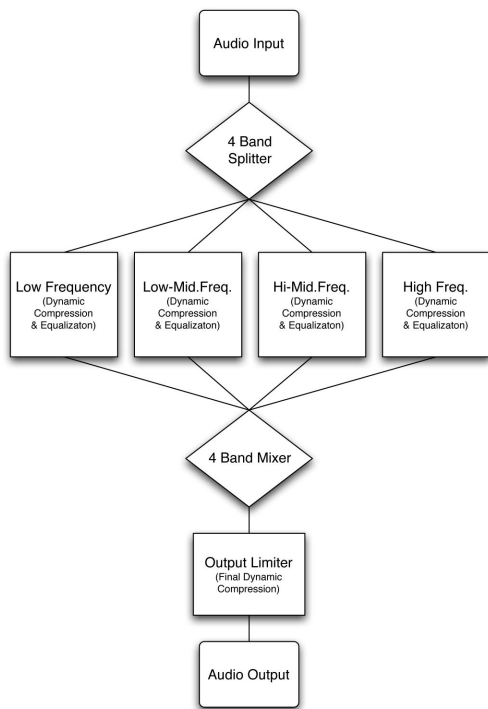 Audio Input
4 Band
Splitter
Low Frequency
(Dynamic
Compression
& Equalizaton)
Low-Mid.Freq.
(Dynamic
Compression
& Equalizaton)
Hi-Mid.Freq.
(Dynamic
Compression
& Equalizaton)
High Freq.
(Dynamic
Compression
& Equalizaton)
4 Band Mixer
Output Limiter
(Final Dynamic
Compression)
Audio Output